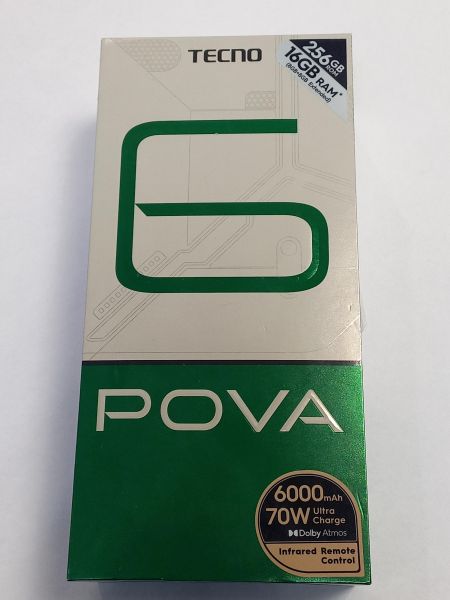 TECNO
256GB
ROM
16GB RAM*
(8GB+8GB Extended)
6
POVA
6000mAh
70W Ultra
Charge
Dolby Atmos
Infrared Remote
Control